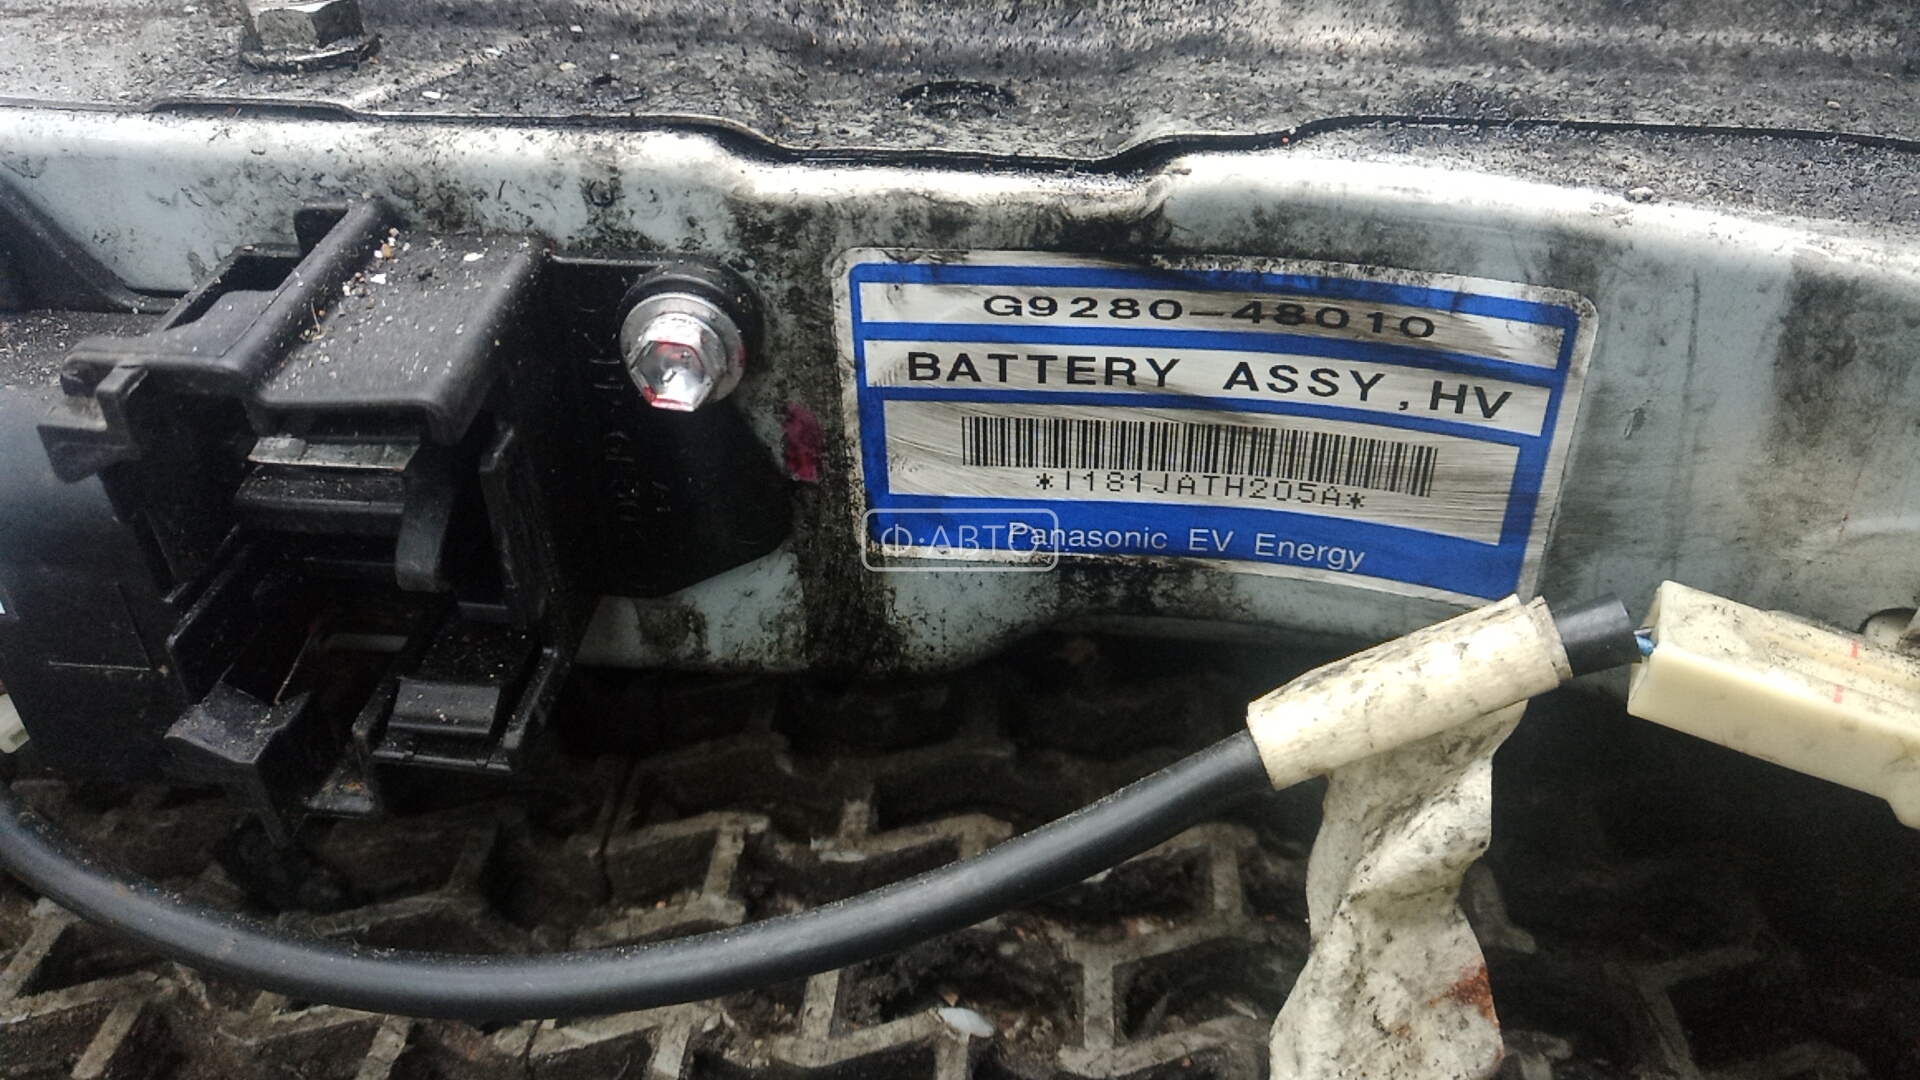 G9280-48010
BATTERY ASSY, HV
*I181JATH205A*
Panasonic EV Energy
Ф·АВТО